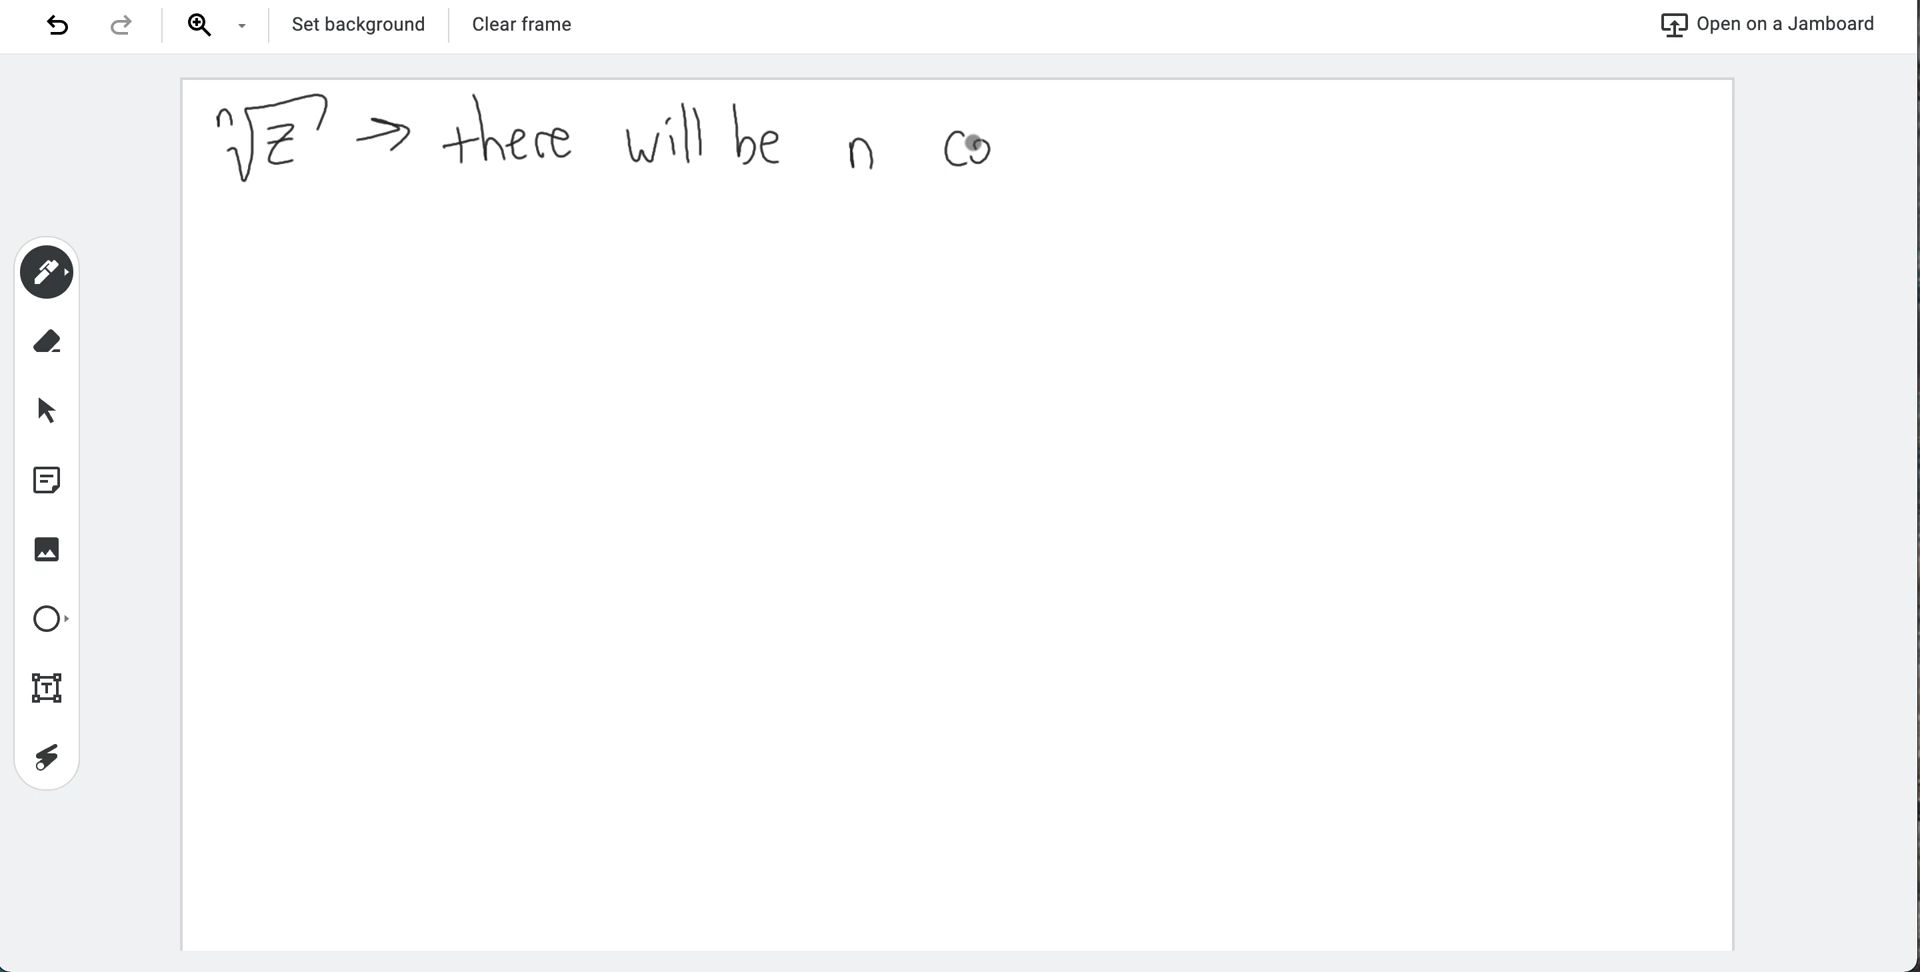 Set background Clear frame Open on a Jamboard
ⁿ√z → there will be n co